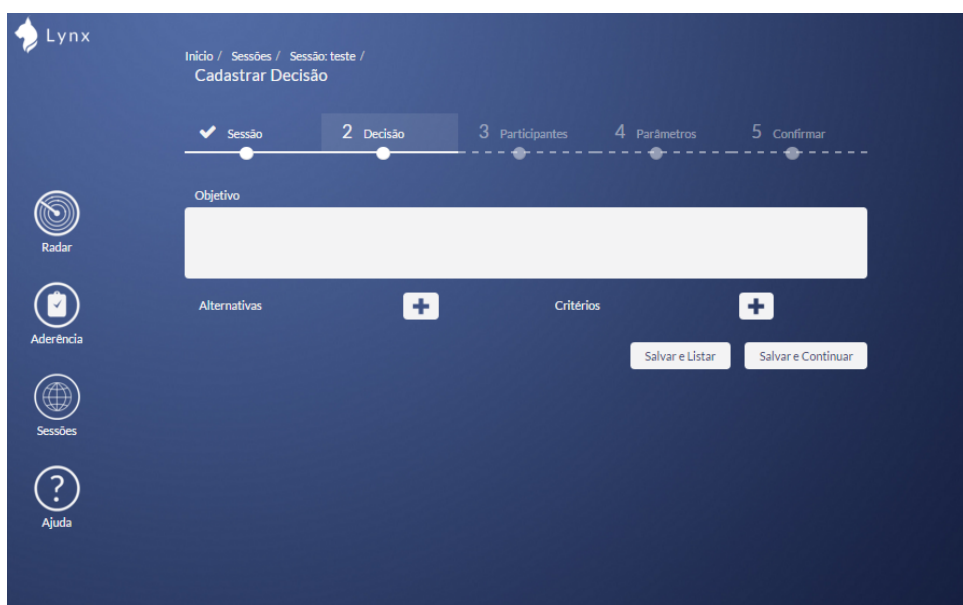 Lynx
Inicio / Sessões / Sessão: teste /
Cadastrar Decisão
Sessão
2 Decisão
3 Participantes
4 Parâmetros
5 Confirmar
Objetivo
Radar
Alternativas
Critérios
Aderência
Salvar e Listar
Salvar e Continuar
Sessões
?
Ajuda